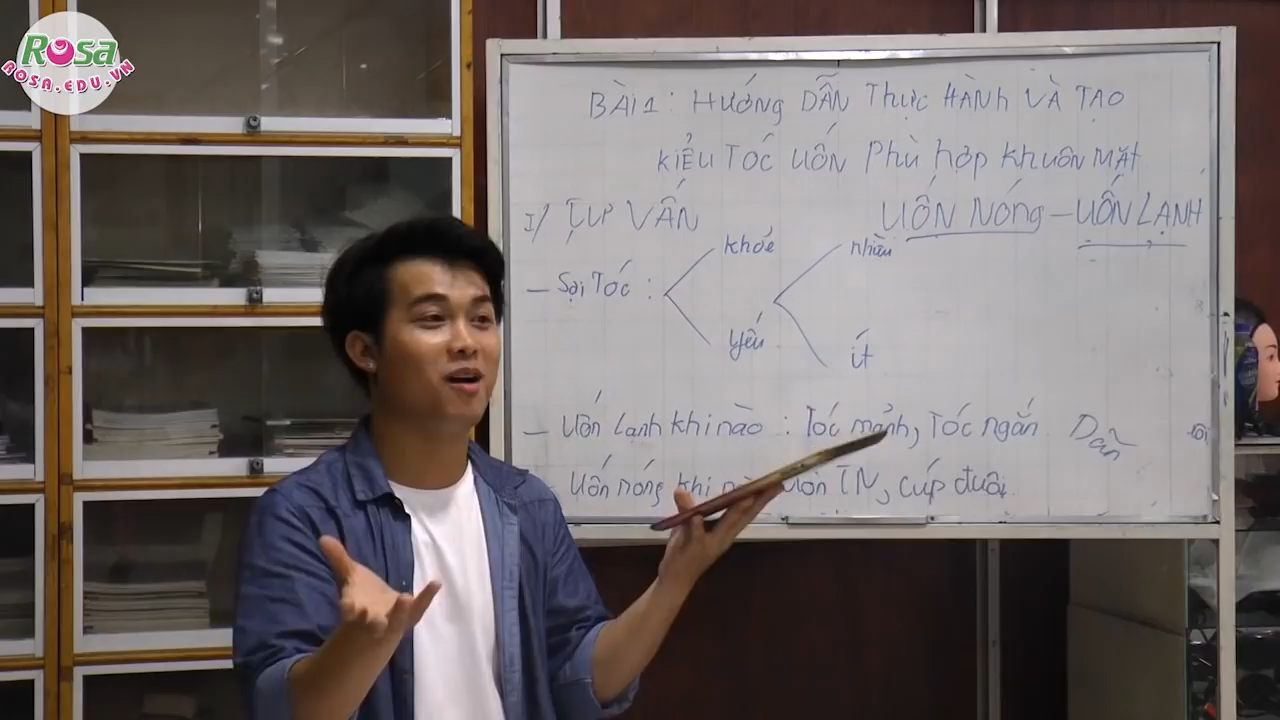 Rosa
ROSA.EDU.VN
BÀI 1 : HƯỚNG DẪN THỰC HÀNH VÀ TẠO
KIỂU TÓC UỐN PHÙ HỢP KHUÔN MẶT
I/ TƯ VẤN
UỐN NÓNG – UỐN LẠNH
khỏe
nhiều
– Sợi TÓC :
yếu
ít
– Uốn lạnh khi nào : Tóc mảnh, Tóc ngắn
Dãn
Uốn nóng khi uốn TN, cúp đuôi.